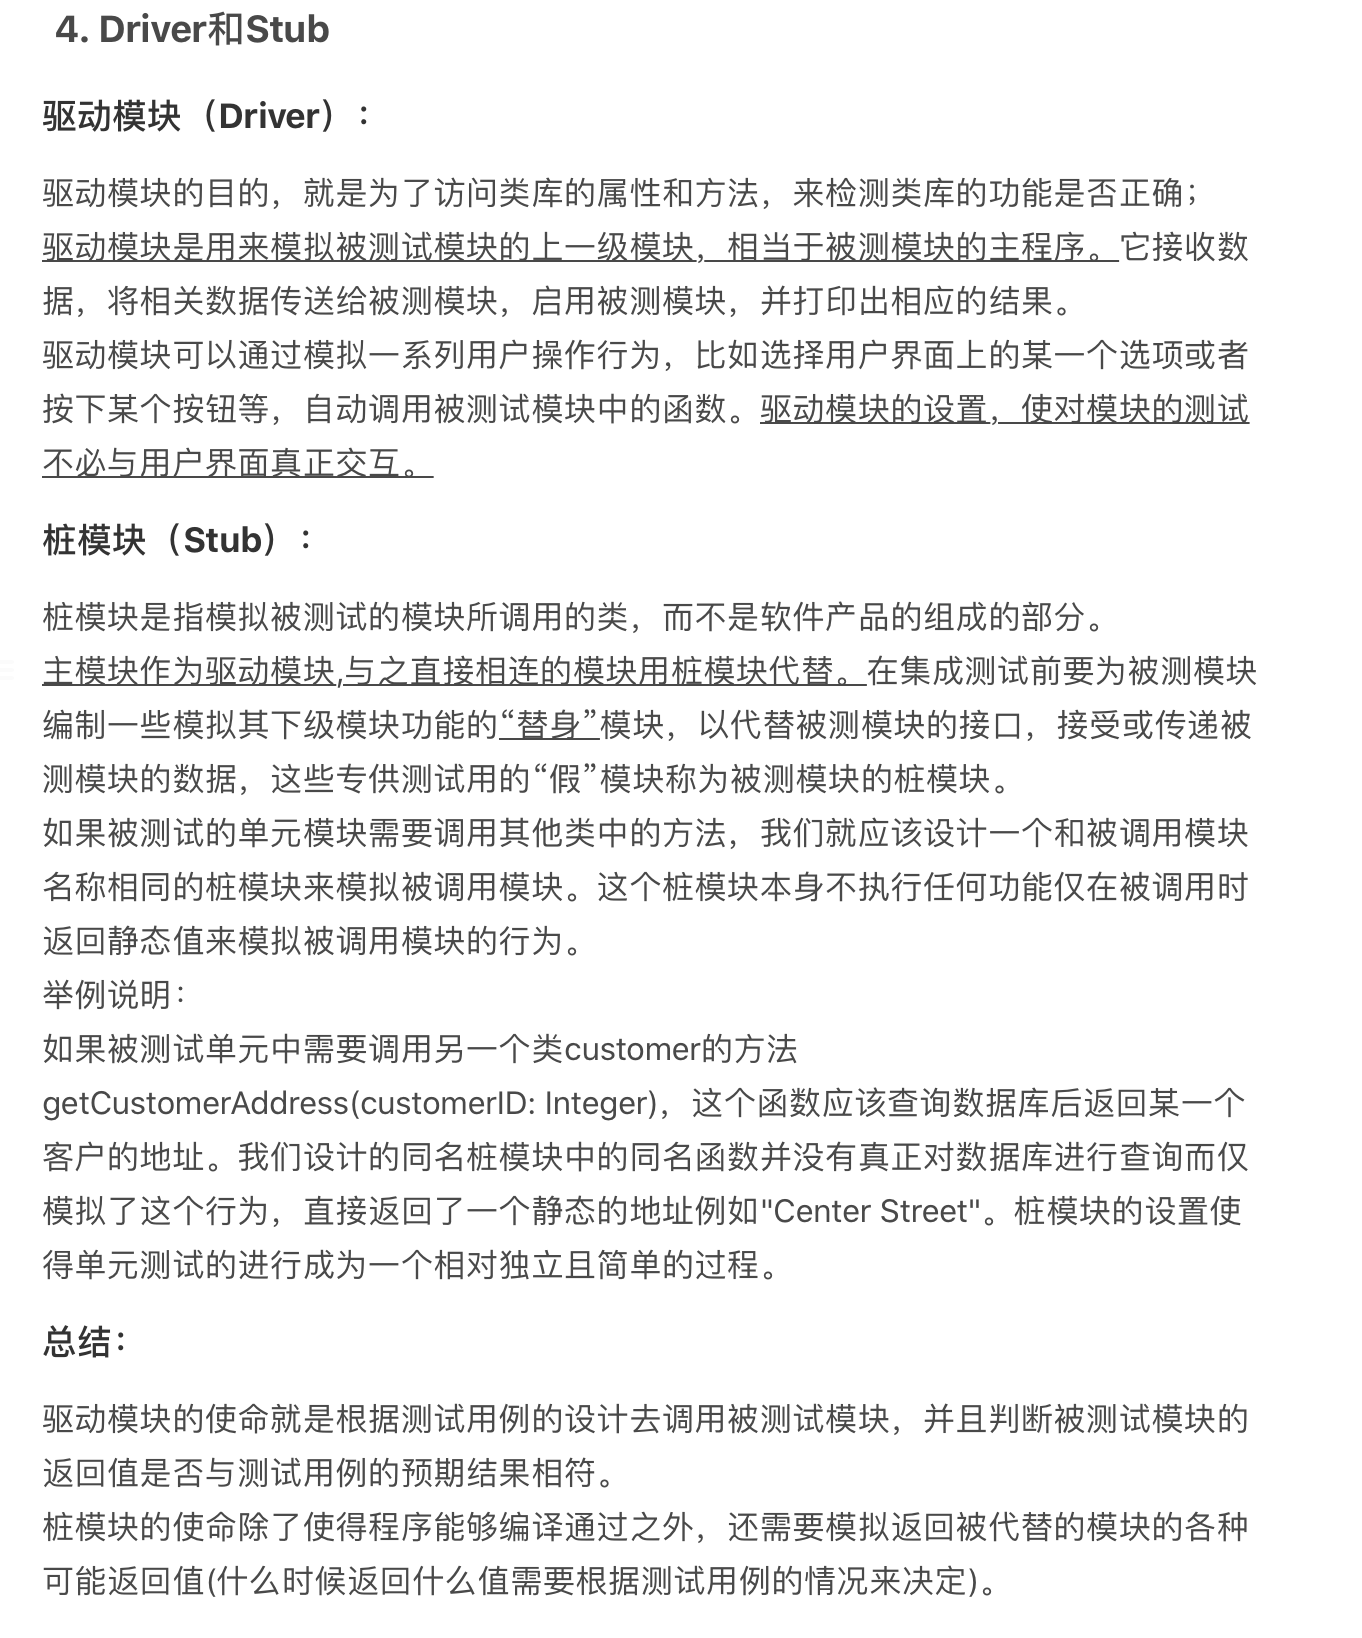 4. Driver和Stub
驱动模块（Driver）：
驱动模块的目的，就是为了访问类库的属性和方法，来检测类库的功能是否正确；
驱动模块是用来模拟被测试模块的上一级模块，相当于被测模块的主程序。它接收数
据，将相关数据传送给被测模块，启用被测模块，并打印出相应的结果。
驱动模块可以通过模拟一系列用户操作行为，比如选择用户界面上的某一个选项或者
按下某个按钮等，自动调用被测试模块中的函数。驱动模块的设置，使对模块的测试
不必与用户界面真正交互。
桩模块（Stub）：
桩模块是指模拟被测试的模块所调用的类，而不是软件产品的组成的部分。
主模块作为驱动模块,与之直接相连的模块用桩模块代替。在集成测试前要为被测模块
编制一些模拟其下级模块功能的“替身”模块，以代替被测模块的接口，接受或传递被
测模块的数据，这些专供测试用的“假”模块称为被测模块的桩模块。
如果被测试的单元模块需要调用其他类中的方法，我们就应该设计一个和被调用模块
名称相同的桩模块来模拟被调用模块。这个桩模块本身不执行任何功能仅在被调用时
返回静态值来模拟被调用模块的行为。
举例说明：
如果被测试单元中需要调用另一个类customer的方法
getCustomerAddress(customerID: Integer)，这个函数应该查询数据库后返回某一个
客户的地址。我们设计的同名桩模块中的同名函数并没有真正对数据库进行查询而仅
模拟了这个行为，直接返回了一个静态的地址例如"Center Street"。桩模块的设置使
得单元测试的进行成为一个相对独立且简单的过程。
总结：
驱动模块的使命就是根据测试用例的设计去调用被测试模块，并且判断被测试模块的
返回值是否与测试用例的预期结果相符。
桩模块的使命除了使得程序能够编译通过之外，还需要模拟返回被代替的模块的各种
可能返回值(什么时候返回什么值需要根据测试用例的情况来决定)。